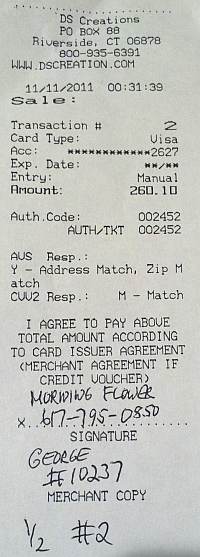 DS Creations
PO BOX 88
Riverside, CT 06878
800-935-6391
WWW.DSCREATION.COM
11/11/2011 00:31:39
Sale:
Transaction # 2
Card Type: Visa
Acc: ************2627
Exp. Date: **/**
Entry: Manual
Amount: 260.10
Auth.Code: 002452
AUTH/TKT 002452
AVS Resp.:
Y - Address Match, Zip M
atch
CVV2 Resp.: M - Match
I AGREE TO PAY ABOVE
TOTAL AMOUNT ACCORDING
TO CARD ISSUER AGREEMENT
(MERCHANT AGREEMENT IF
CREDIT VOUCHER)
MORNING FLOWER
x 617-795-0850
SIGNATURE
GEORGE
#10237
MERCHANT COPY
1/2 #2